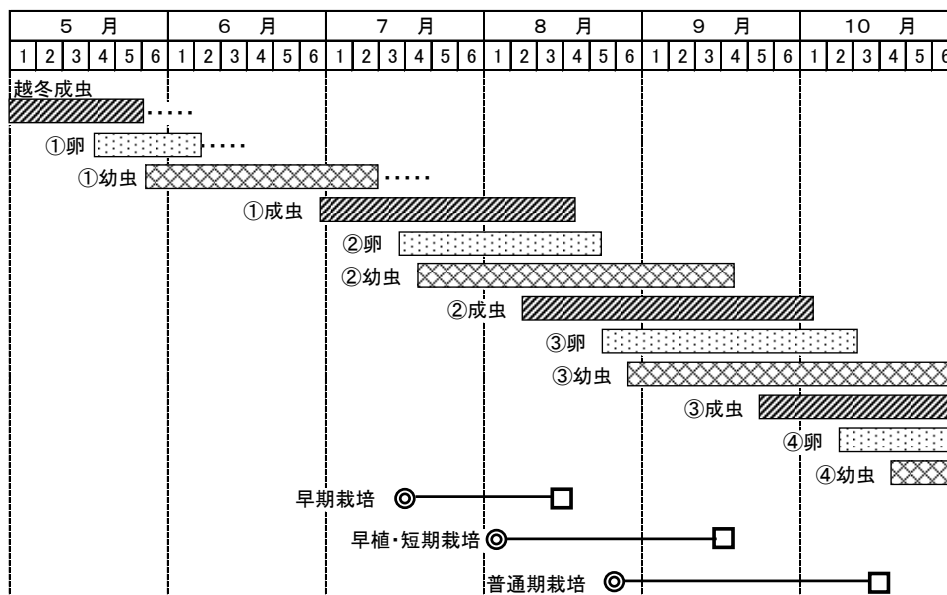 5 月 6 月 7 月 8 月 9 月 10 月
1 2 3 4 5 6 1 2 3 4 5 6 1 2 3 4 5 6 1 2 3 4 5 6 1 2 3 4 5 6 1 2 3 4 5 6
越冬成虫
①卵
①幼虫
①成虫
②卵
②幼虫
②成虫
③卵
③幼虫
③成虫
④卵
④幼虫
早期栽培
早植・短期栽培
普通期栽培